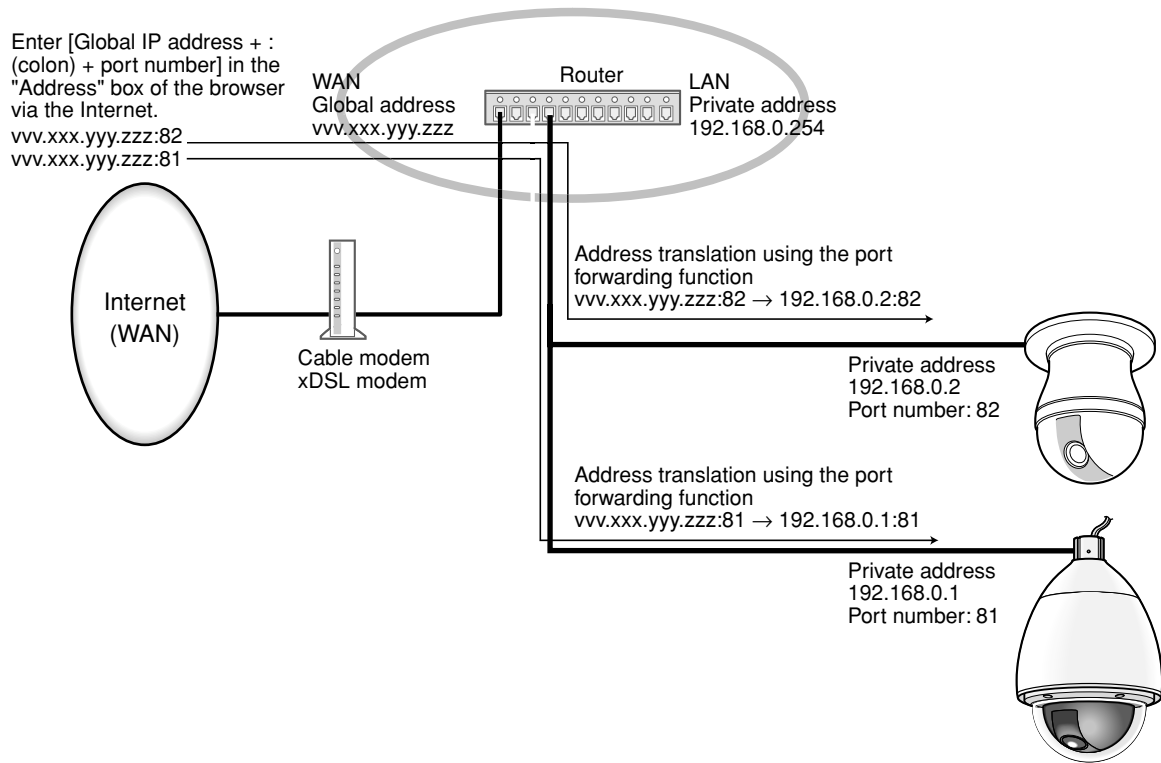 Enter [Global IP address + :
(colon) + port number] in the
"Address" box of the browser
via the Internet.
vvv.xxx.yyy.zzz:82
vvv.xxx.yyy.zzz:81
WAN
Global address
vvv.xxx.yyy.zzz
Router
LAN
Private address
192.168.0.254
Internet
(WAN)
Cable modem
xDSL modem
Address translation using the port
forwarding function
vvv.xxx.yyy.zzz:82 → 192.168.0.2:82
Private address
192.168.0.2
Port number: 82
Address translation using the port
forwarding function
vvv.xxx.yyy.zzz:81 → 192.168.0.1:81
Private address
192.168.0.1
Port number: 81